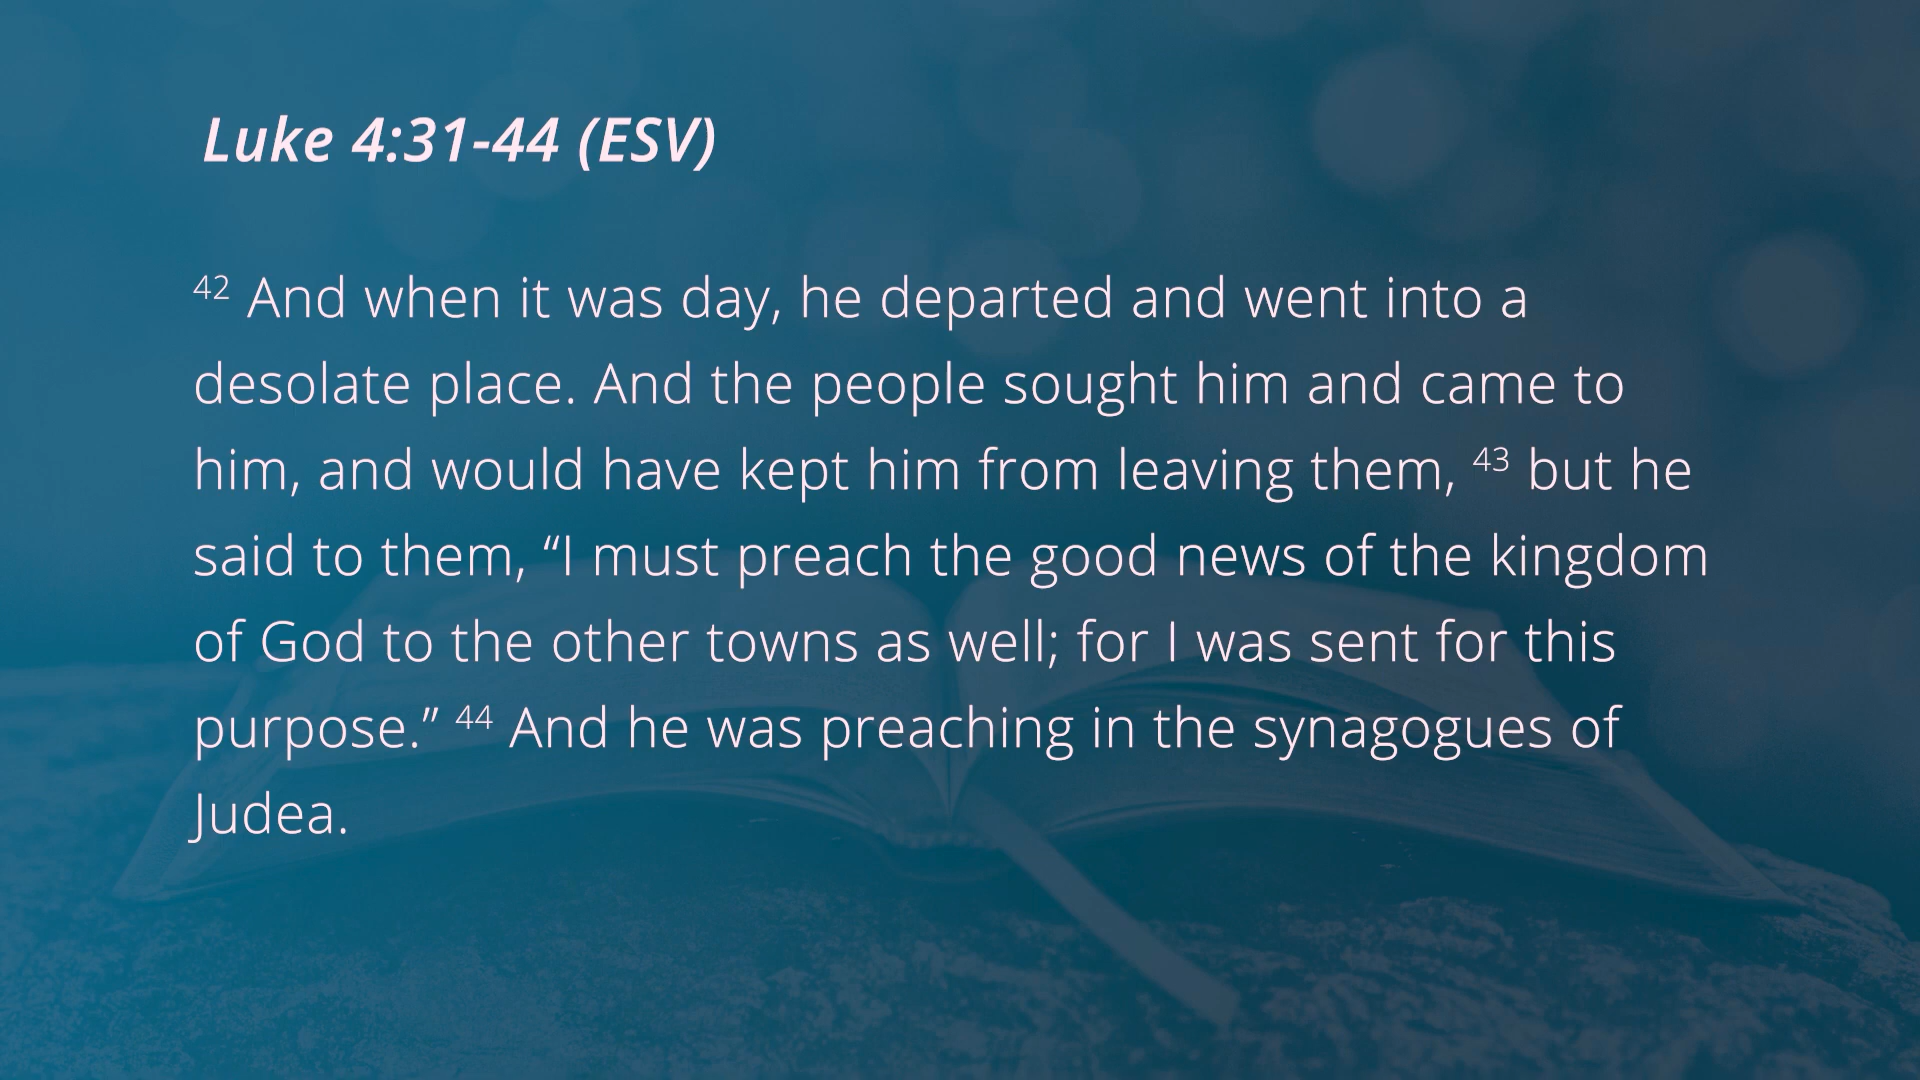 Luke 4:31-44 (ESV)
42 And when it was day, he departed and went into a
desolate place. And the people sought him and came to
him, and would have kept him from leaving them, 43 but he
said to them, “I must preach the good news of the kingdom
of God to the other towns as well; for I was sent for this
purpose.” 44 And he was preaching in the synagogues of
Judea.